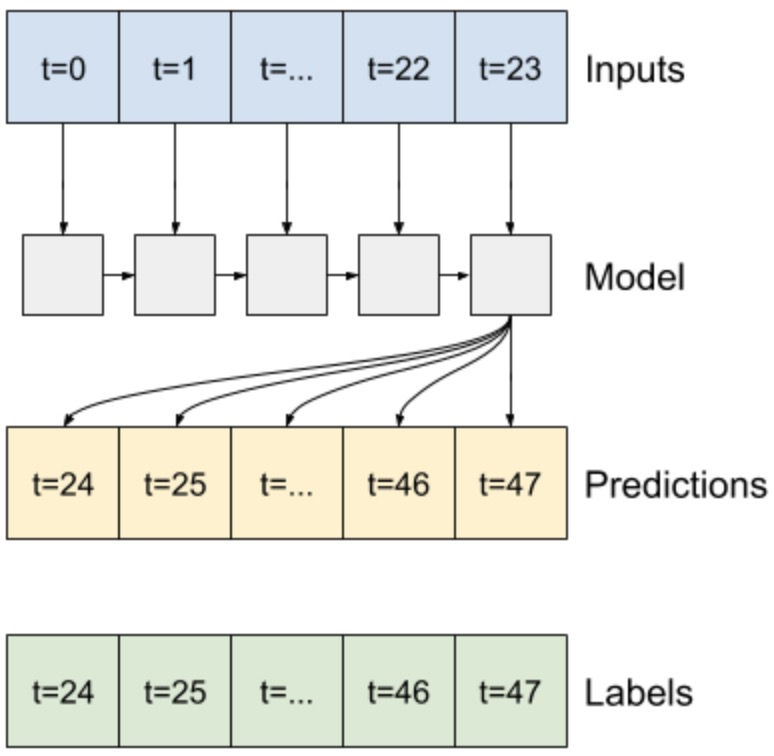 t=0 t=1 t=... t=22 t=23 Inputs
Model
t=24 t=25 t=... t=46 t=47 Predictions
t=24 t=25 t=... t=46 t=47 Labels